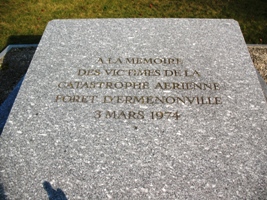 A LA MEMOIRE
DES VICTIMES DE LA
CATASTROPHE AERIENNE
FORET D'ERMENONVILLE
3 MARS 1974